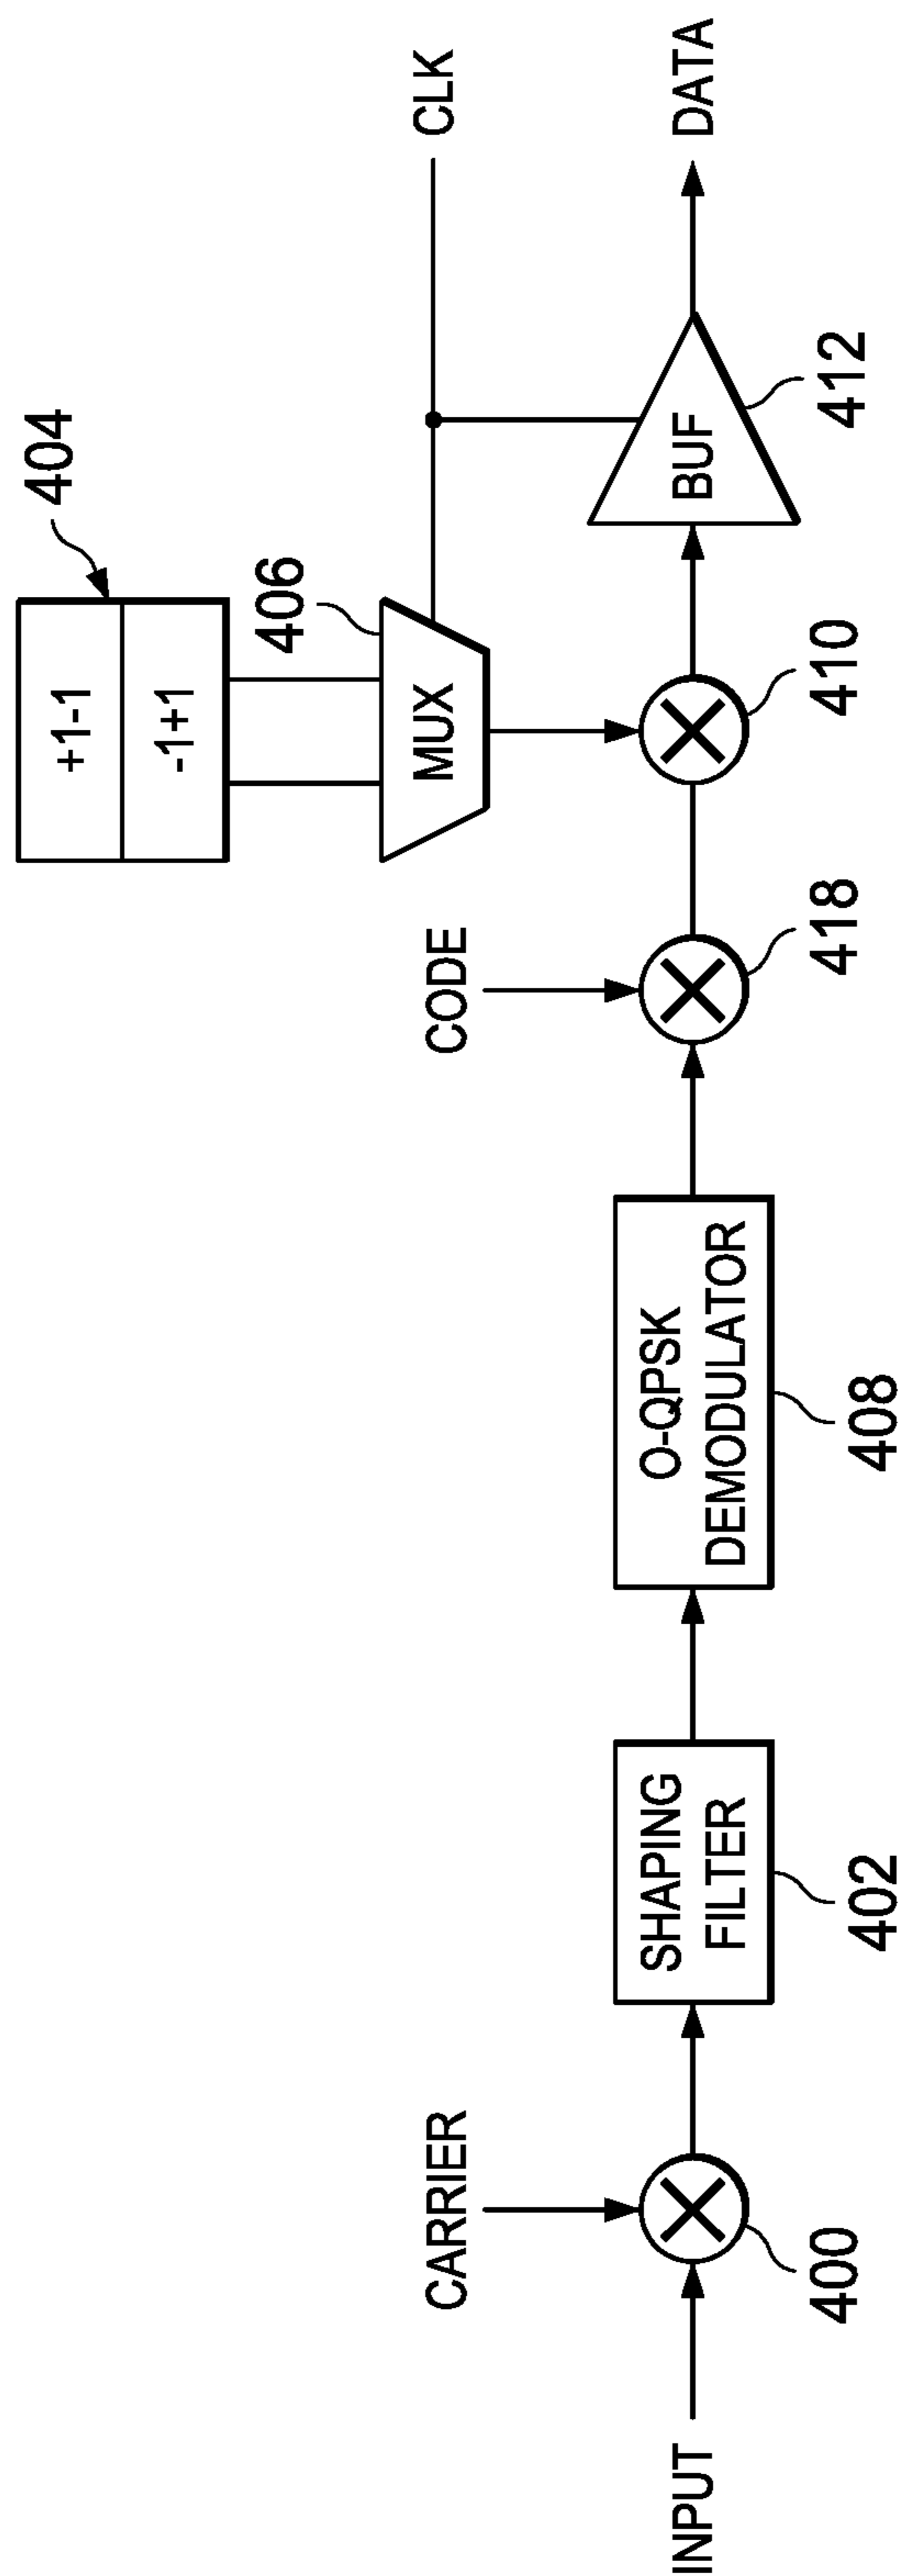 404
+1-1
-1+1
406
MUX
CLK
CARRIER
CODE
INPUT
SHAPING
FILTER
O-QPSK
DEMODULATOR
BUF
DATA
400
402
408
418
410
412